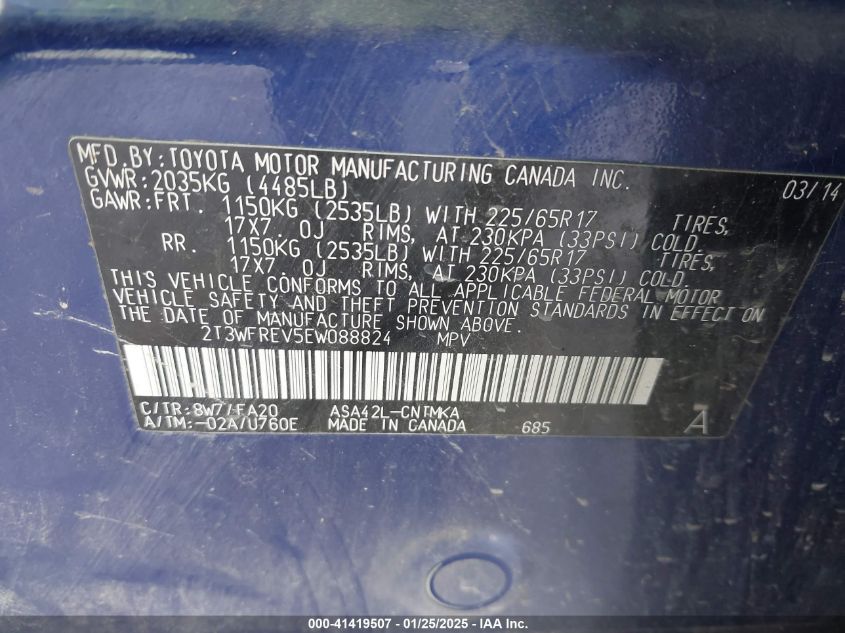 MFD. BY: TOYOTA MOTOR MANUFACTURING CANADA INC. 03/14
GVWR: 2035KG (4485LB)
GAWR: FRT. 1150KG (2535LB) WITH 225/65R17 TIRES,
17X7. 0J RIMS, AT 230KPA (33PSI) COLD.
RR. 1150KG (2535LB) WITH 225/65R17 TIRES,
17X7. 0J RIMS, AT 230KPA (33PSI) COLD.
THIS VEHICLE CONFORMS TO ALL APPLICABLE FEDERAL MOTOR
VEHICLE SAFETY AND THEFT PREVENTION STANDARDS IN EFFECT ON
THE DATE OF MANUFACTURE SHOWN ABOVE.
2T3WFREV5EW088824 MPV
C/TR: 8W7/FA20 ASA42L-CNTMKA
A/TM: -02A/U760E MADE IN CANADA 685 A
000-41419507 - 01/25/2025 - IAA Inc.